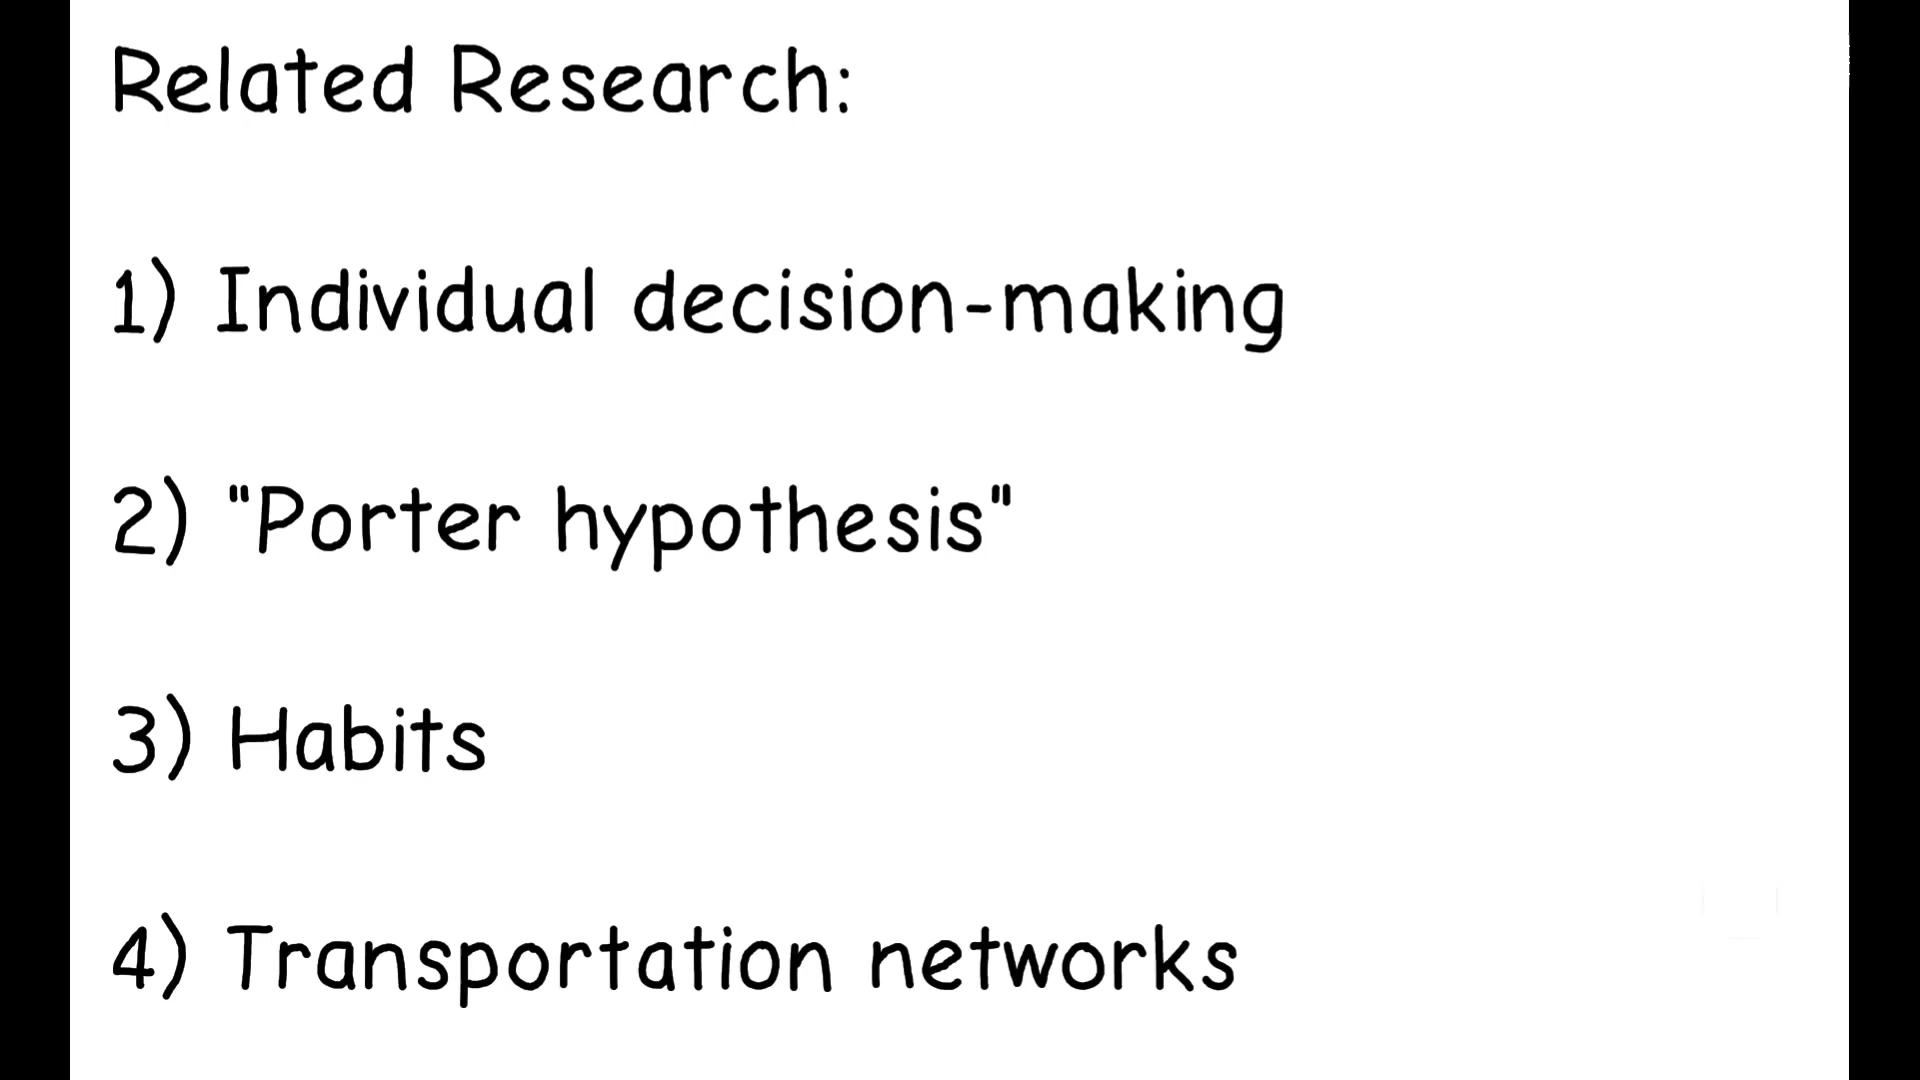 Related Research:
1) Individual decision-making
2) "Porter hypothesis"
3) Habits
4) Transportation networks